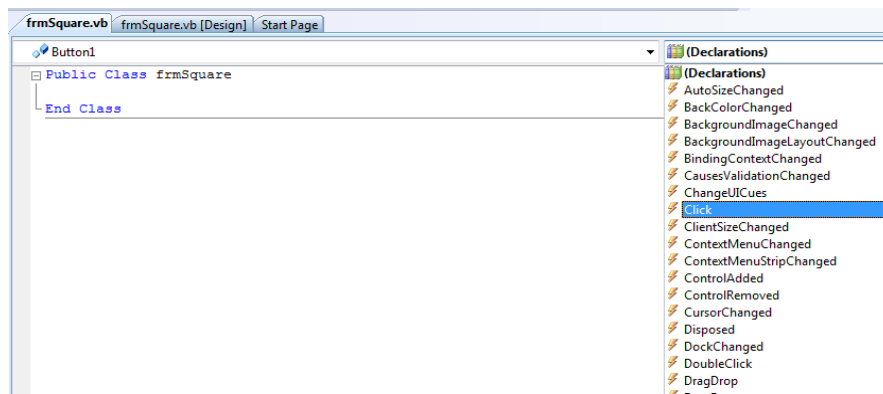 frmSquare.vb frmSquare.vb [Design] Start Page
Button1 (Declarations)
Public Class frmSquare
End Class
(Declarations)
AutoSizeChanged
BackColorChanged
BackgroundImageChanged
BackgroundImageLayoutChanged
BindingContextChanged
CausesValidationChanged
ChangeUICues
Click
ClientSizeChanged
ContextMenuChanged
ContextMenuStripChanged
ControlAdded
ControlRemoved
CursorChanged
Disposed
DockChanged
DoubleClick
DragDrop